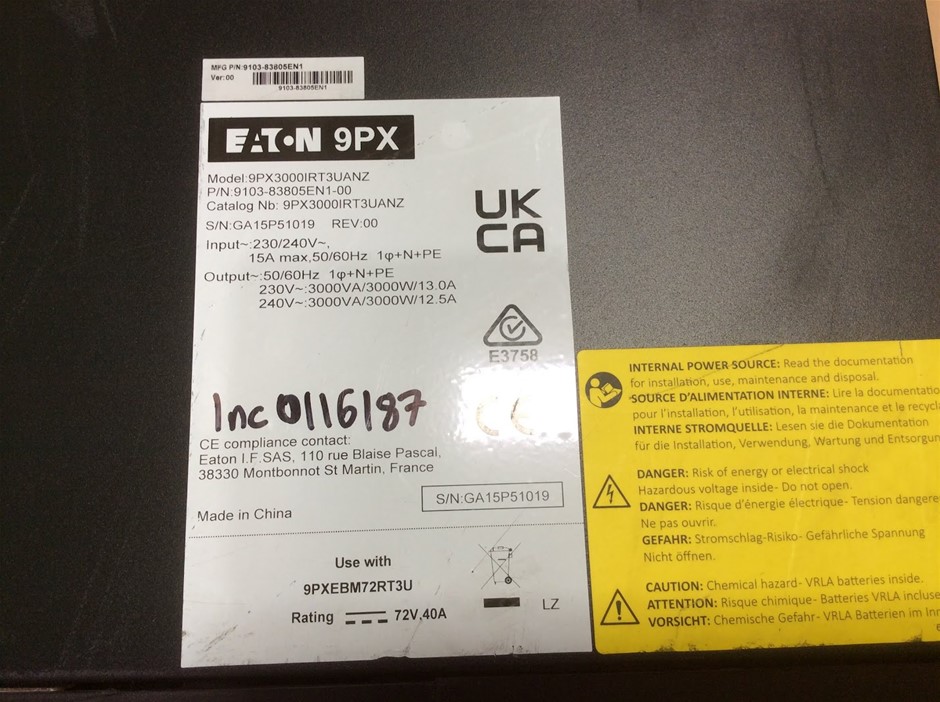 MFG P/N:9103-83805EN1
Ver:00
9103-83805EN1
EATON 9PX
Model:9PX3000IRT3UANZ
P/N:9103-83805EN1-00
Catalog Nb: 9PX3000IRT3UANZ
S/N:GA15P51019 REV:00
Input~:230/240V~,
15A max,50/60Hz 1φ+N+PE
Output~:50/60Hz 1φ+N+PE
230V~:3000VA/3000W/13.0A
240V~:3000VA/3000W/12.5A
UK
CA
E3758
Inc 0116187
CE
CE compliance contact:
Eaton I.F.SAS, 110 rue Blaise Pascal,
38330 Montbonnot St Martin, France
S/N:GA15P51019
Made in China
Use with
9PXEBM72RT3U
Rating 72V,40A
LZ
INTERNAL POWER SOURCE: Read the documentation
for installation, use, maintenance and disposal.
SOURCE D'ALIMENTATION INTERNE: Lire la documentatio
pour l'installation, l'utilisation, la maintenance et le recycla
INTERNE STROMQUELLE: Lesen sie die Dokumentation
für die Installation, Verwendung, Wartung und Entsorgun
DANGER: Risk of energy or electrical shock
Hazardous voltage inside- Do not open.
DANGER: Risque d'énergie électrique- Tension dangere
Ne pas ouvrir.
GEFAHR: Stromschlag-Risiko- Gefährliche Spannung
Nicht öffnen.
CAUTION: Chemical hazard- VRLA batteries inside.
ATTENTION: Risque chimique- Batteries VRLA incluse
VORSICHT: Chemische Gefahr- VRLA Batterien im Inn